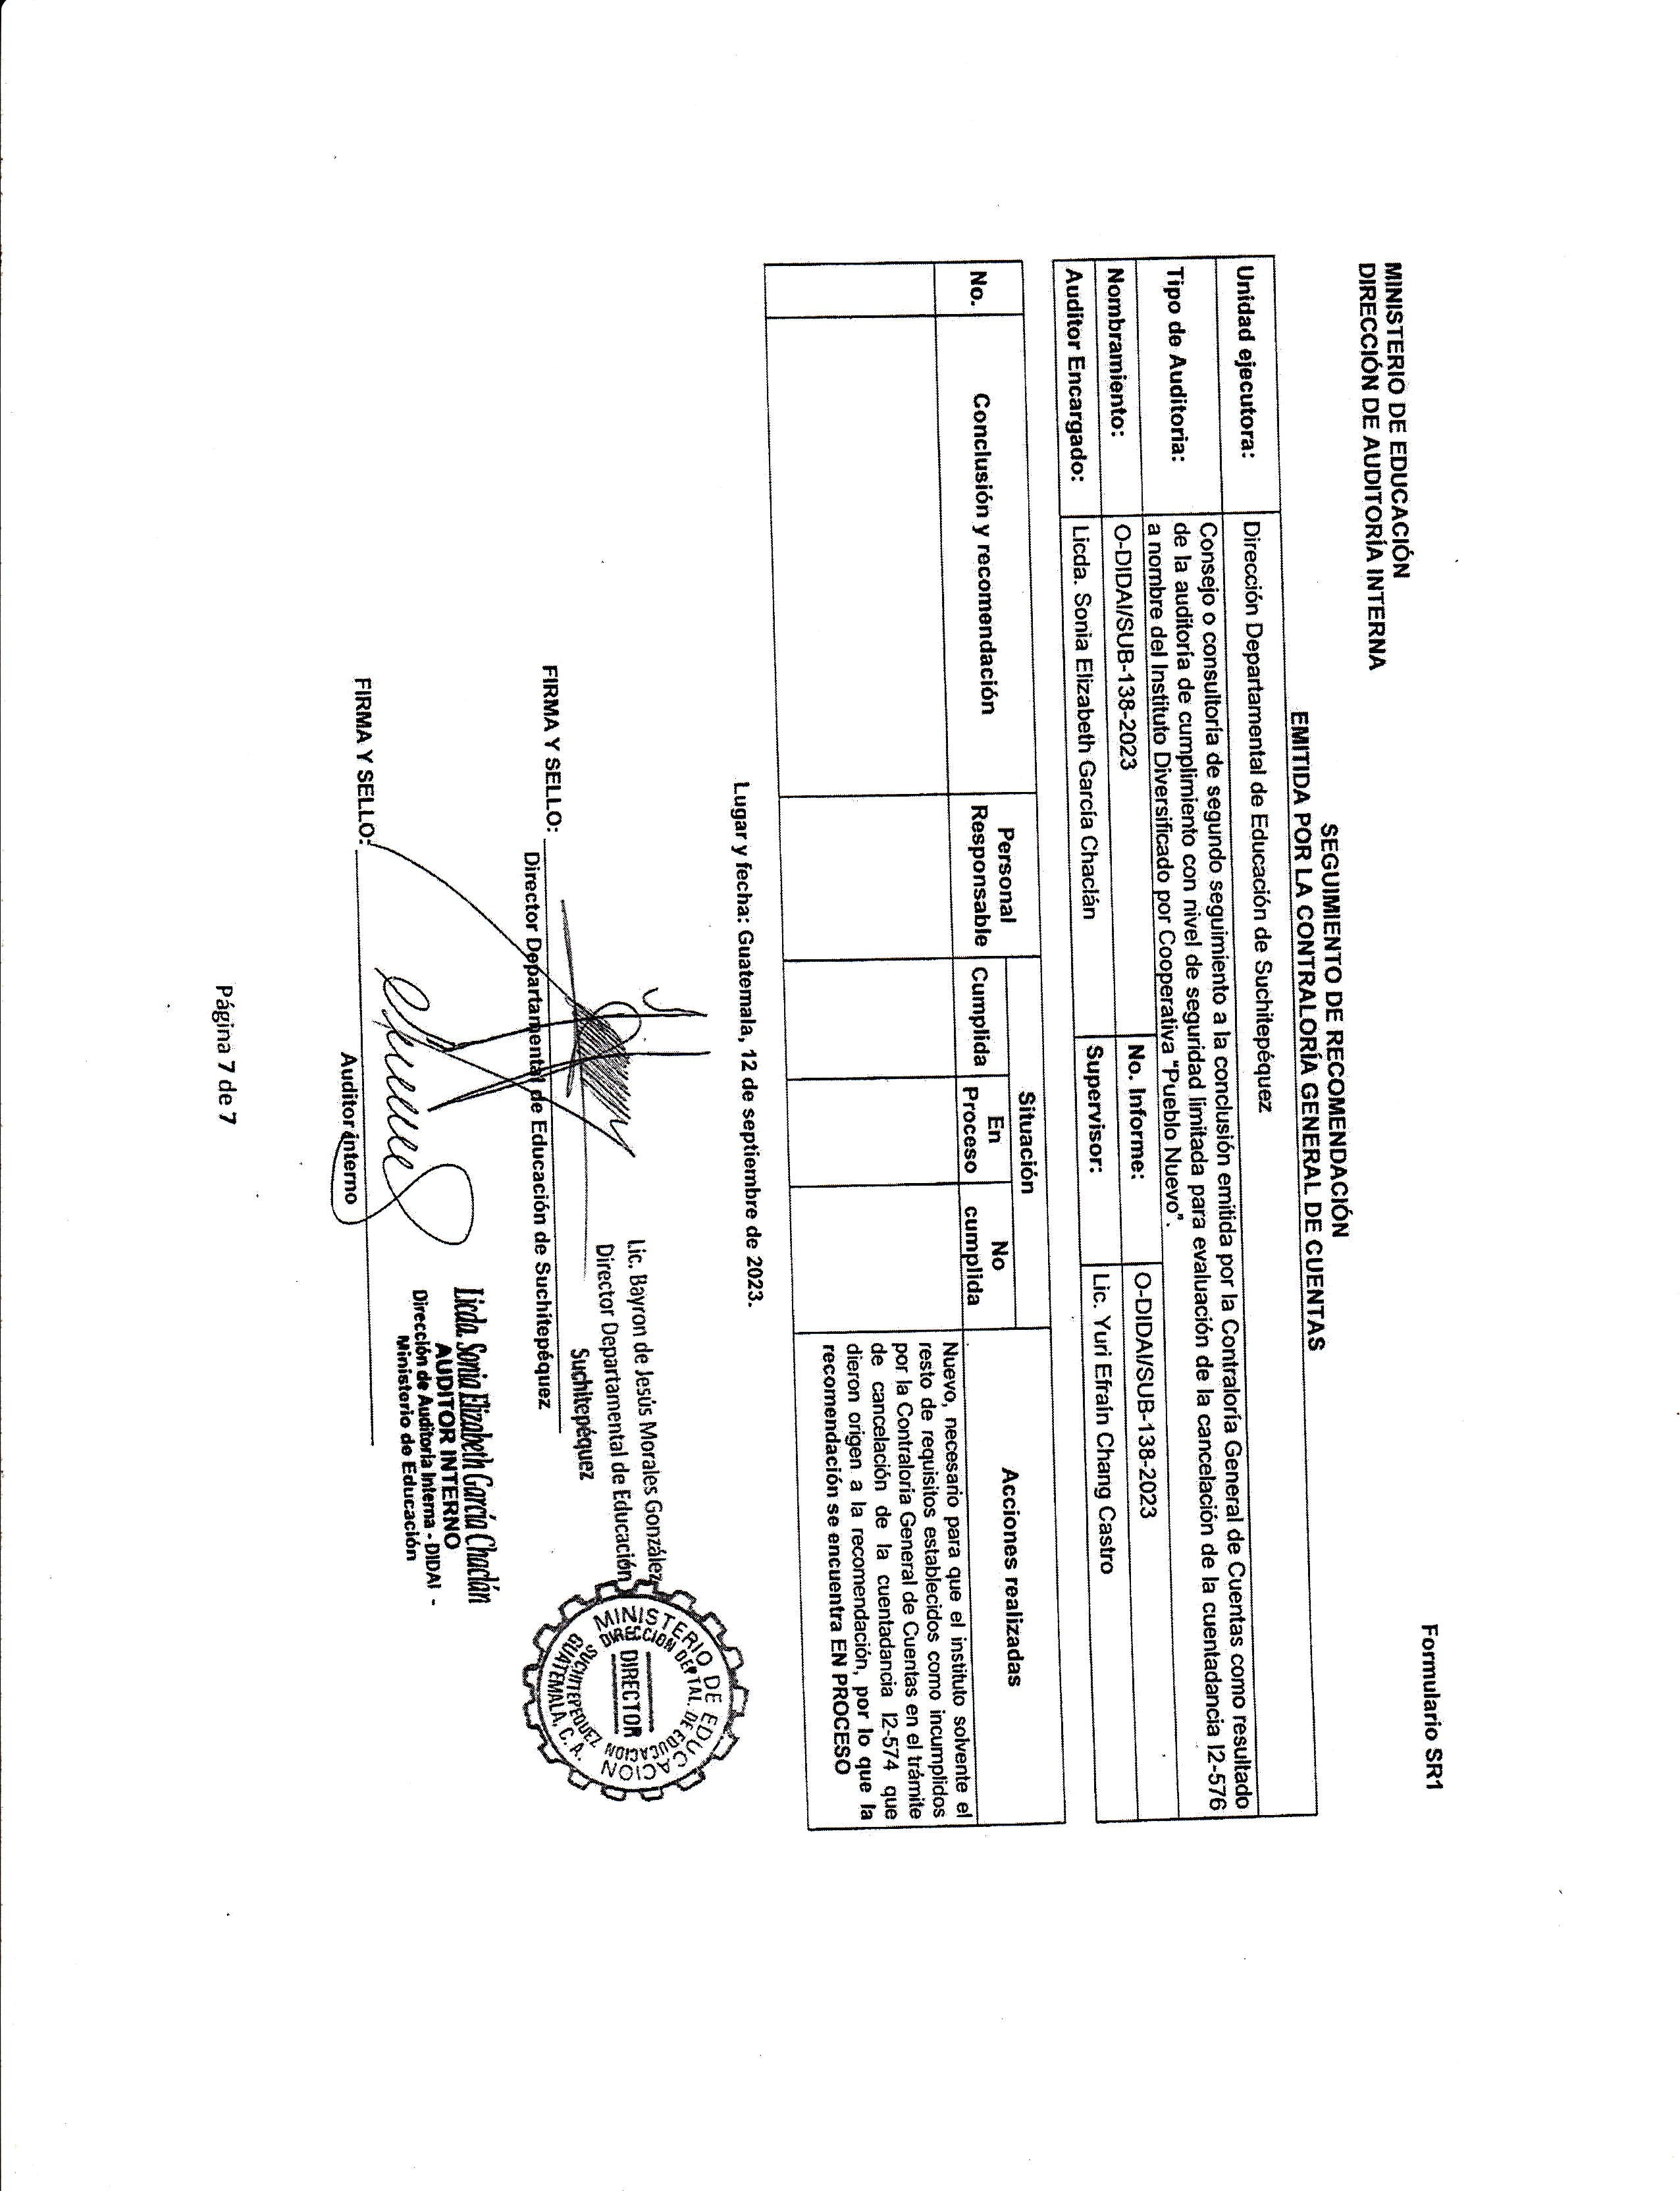 Formulario SR1
MINISTERIO DE EDUCACIÓN
DIRECCIÓN DE AUDITORÍA INTERNA
SEGUIMIENTO DE RECOMENDACIÓN
EMITIDA POR LA CONTRALORÍA GENERAL DE CUENTAS
Unidad ejecutora: Dirección Departamental de Educación de Suchitepéquez
Tipo de Auditoria: Consejo o consultoría de segundo seguimiento a la conclusión emitida por la Contraloría General de Cuentas como resultado
de la auditoría de cumplimiento con nivel de seguridad limitada para evaluación de la cancelación de la cuentadancia I2-576
a nombre del Instituto Diversificado por Cooperativa "Pueblo Nuevo".
Nombramiento: O-DIDAI/SUB-138-2023 No. Informe: O-DIDAI/SUB-138-2023
Auditor Encargado: Licda. Sonia Elizabeth García Chaclán Supervisor: Lic. Yuri Efraín Chang Castro
No. Conclusión y recomendación Personal Responsable Situación Acciones realizadas
Cumplida En Proceso No cumplida
Nuevo, necesario para que el instituto solvente el
resto de requisitos establecidos como incumplidos
por la Contraloría General de Cuentas en el trámite
de cancelación de la cuentadancia I2-574 que
dieron origen a la recomendación, por lo que la
recomendación se encuentra EN PROCESO
Lugar y fecha: Guatemala, 12 de septiembre de 2023.
Lic. Bayron de Jesús Morales González
Director Departamental de Educación
Suchitepéquez
FIRMA Y SELLO:
Director Departamental de Educación de Suchitepéquez
MINISTERIO DE EDUCACION
DIRECCION DEPTAL. DE EDUCACION
DIRECTOR
SUCHITEPEQUEZ
GUATEMALA, C. A.
Licda. Sonia Elizabeth García Chaclán
AUDITOR INTERNO
Dirección de Auditoría Interna - DIDAI -
Ministerio de Educación
FIRMA Y SELLO:
Auditor interno
Página 7 de 7